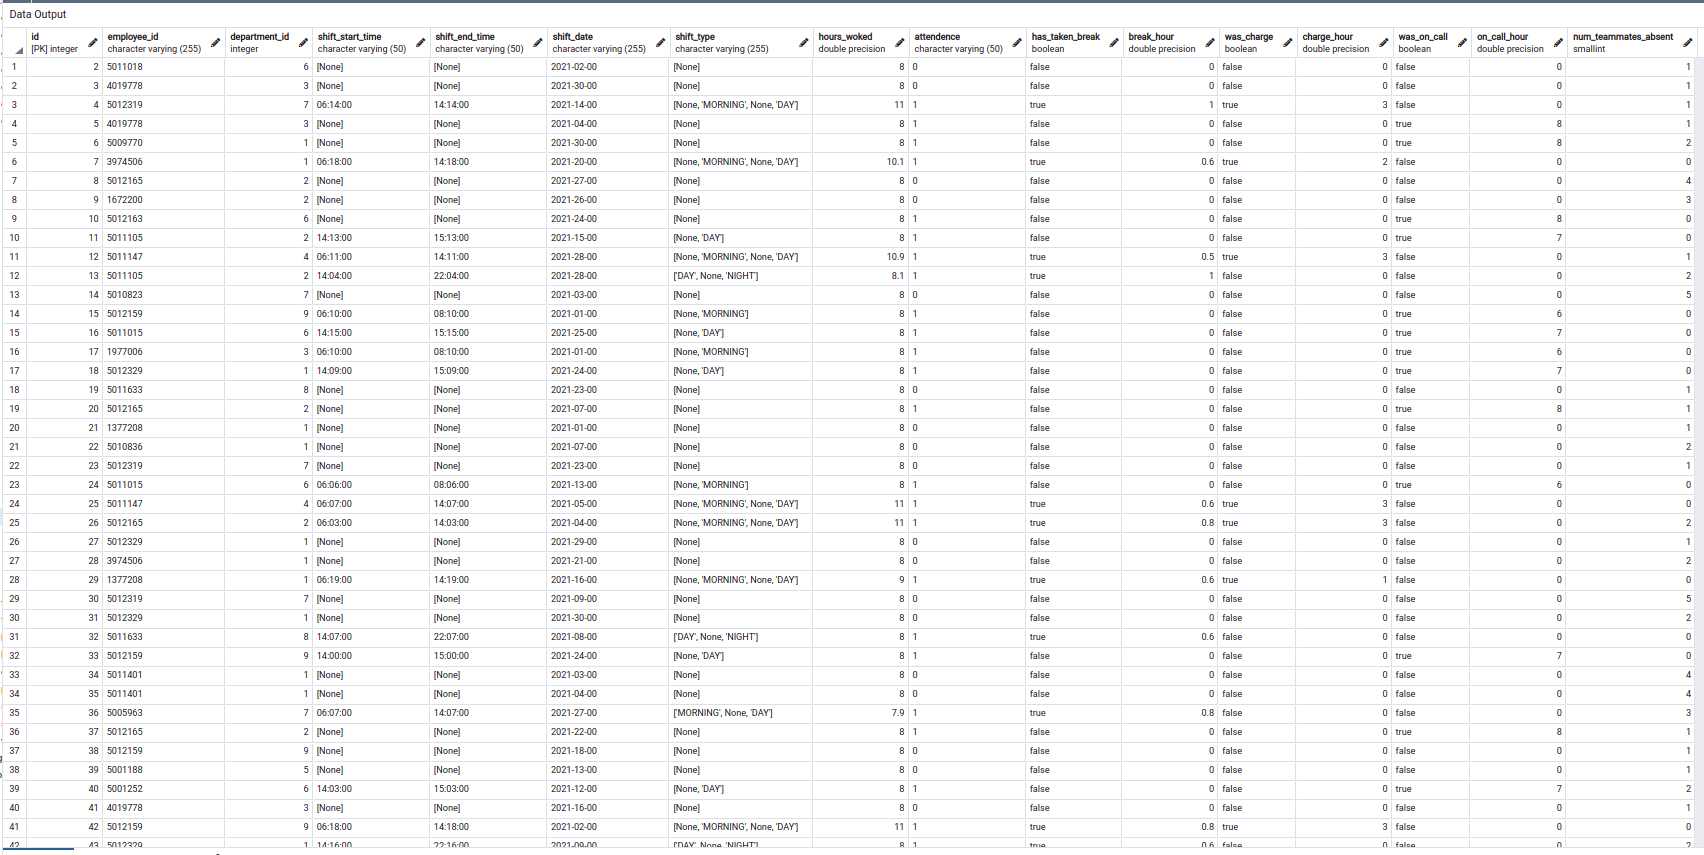 Data Output
id employee_id department_id shift_start_time shift_end_time shift_date shift_type hours_woked attendence has_taken_break break_hour was_charge charge_hour was_on_call on_call_hour num_teammates_absent
[PK] integer character varying (255) integer character varying (50) character varying (50) character varying (255) character varying (255) double precision character varying (50) boolean double precision boolean double precision boolean double precision smallint
1 2 5011018 6 [None] [None] 2021-02-00 [None] 8 0 false 0 false 0 false 0 1
2 3 4019778 3 [None] [None] 2021-30-00 [None] 8 0 false 0 false 0 false 0 1
3 4 5012319 7 06:14:00 14:14:00 2021-14-00 [None, 'MORNING', None, 'DAY'] 11 1 true 1 true 3 false 0 1
4 5 4019778 3 [None] [None] 2021-04-00 [None] 8 1 false 0 false 0 true 8 1
5 6 5009770 1 [None] [None] 2021-30-00 [None] 8 1 false 0 false 0 true 8 2
6 7 3974506 1 06:18:00 14:18:00 2021-20-00 [None, 'MORNING', None, 'DAY'] 10.1 1 true 0.6 true 2 false 0 0
7 8 5012165 2 [None] [None] 2021-27-00 [None] 8 0 false 0 false 0 false 0 4
8 9 1672200 2 [None] [None] 2021-26-00 [None] 8 0 false 0 false 0 false 0 3
9 10 5012163 6 [None] [None] 2021-24-00 [None] 8 1 false 0 false 0 true 8 0
10 11 5011105 2 14:13:00 15:13:00 2021-15-00 [None, 'DAY'] 8 1 false 0 false 0 true 7 0
11 12 5011147 4 06:11:00 14:11:00 2021-28-00 [None, 'MORNING', None, 'DAY'] 10.9 1 true 0.5 true 3 false 0 1
12 13 5011105 2 14:04:00 22:04:00 2021-28-00 ['DAY', None, 'NIGHT'] 8.1 1 true 1 false 0 false 0 2
13 14 5010823 7 [None] [None] 2021-03-00 [None] 8 0 false 0 false 0 false 0 5
14 15 5012159 9 06:10:00 08:10:00 2021-01-00 [None, 'MORNING'] 8 1 false 0 false 0 true 6 0
15 16 5011015 6 14:15:00 15:15:00 2021-25-00 [None, 'DAY'] 8 1 false 0 false 0 true 7 0
16 17 1977006 3 06:10:00 08:10:00 2021-01-00 [None, 'MORNING'] 8 1 false 0 false 0 true 6 0
17 18 5012329 1 14:09:00 15:09:00 2021-24-00 [None, 'DAY'] 8 1 false 0 false 0 true 7 0
18 19 5011633 8 [None] [None] 2021-23-00 [None] 8 0 false 0 false 0 false 0 1
19 20 5012165 2 [None] [None] 2021-07-00 [None] 8 1 false 0 false 0 true 8 1
20 21 1377208 1 [None] [None] 2021-01-00 [None] 8 0 false 0 false 0 false 0 1
21 22 5010836 1 [None] [None] 2021-07-00 [None] 8 0 false 0 false 0 false 0 2
22 23 5012319 7 [None] [None] 2021-23-00 [None] 8 0 false 0 false 0 false 0 1
23 24 5011015 6 06:06:00 08:06:00 2021-13-00 [None, 'MORNING'] 8 1 false 0 false 0 true 6 0
24 25 5011147 4 06:07:00 14:07:00 2021-05-00 [None, 'MORNING', None, 'DAY'] 11 1 true 0.6 true 3 false 0 0
25 26 5012165 2 06:03:00 14:03:00 2021-04-00 [None, 'MORNING', None, 'DAY'] 11 1 true 0.8 true 3 false 0 2
26 27 5012329 1 [None] [None] 2021-29-00 [None] 8 0 false 0 false 0 false 0 1
27 28 3974506 1 [None] [None] 2021-21-00 [None] 8 0 false 0 false 0 false 0 2
28 29 1377208 1 06:19:00 14:19:00 2021-16-00 [None, 'MORNING', None, 'DAY'] 9 1 true 0.6 true 1 false 0 0
29 30 5012319 7 [None] [None] 2021-09-00 [None] 8 0 false 0 false 0 false 0 5
30 31 5012329 1 [None] [None] 2021-30-00 [None] 8 0 false 0 false 0 false 0 2
31 32 5011633 8 14:07:00 22:07:00 2021-08-00 ['DAY', None, 'NIGHT'] 8 1 true 0.6 false 0 false 0 0
32 33 5012159 9 14:00:00 15:00:00 2021-24-00 [None, 'DAY'] 8 1 false 0 false 0 true 7 0
33 34 5011401 1 [None] [None] 2021-03-00 [None] 8 0 false 0 false 0 false 0 4
34 35 5011401 1 [None] [None] 2021-04-00 [None] 8 0 false 0 false 0 false 0 4
35 36 5005963 7 06:07:00 14:07:00 2021-27-00 ['MORNING', None, 'DAY'] 7.9 1 true 0.8 false 0 false 0 3
36 37 5012165 2 [None] [None] 2021-22-00 [None] 8 1 false 0 false 0 true 8 1
37 38 5012159 9 [None] [None] 2021-18-00 [None] 8 0 false 0 false 0 false 0 1
38 39 5001188 5 [None] [None] 2021-13-00 [None] 8 0 false 0 false 0 false 0 1
39 40 5001252 6 14:03:00 15:03:00 2021-12-00 [None, 'DAY'] 8 1 false 0 false 0 true 7 2
40 41 4019778 3 [None] [None] 2021-16-00 [None] 8 0 false 0 false 0 false 0 1
41 42 5012159 9 06:18:00 14:18:00 2021-02-00 [None, 'MORNING', None, 'DAY'] 11 1 true 0.8 true 3 false 0 0
42 43 5012329 1 14:16:00 22:16:00 2021-09-00 ['DAY', None, 'NIGHT'] 8 1 true 0.6 false 0 false 0 2